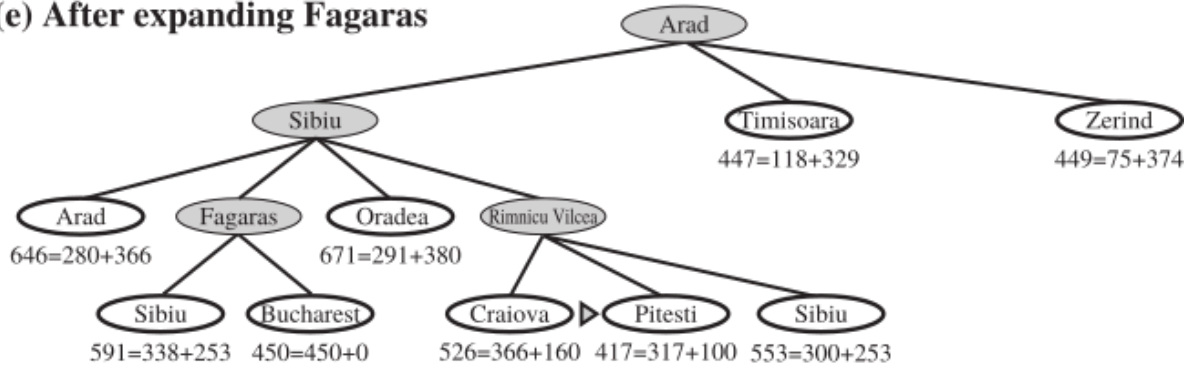 (e) After expanding Fagaras
Arad
Sibiu
Timisoara
Zerind
447=118+329
449=75+374
Arad
Fagaras
Oradea
Rimnicu Vilcea
646=280+366
671=291+380
Sibiu
Bucharest
Craiova
Pitesti
Sibiu
591=338+253
450=450+0
526=366+160
417=317+100
553=300+253